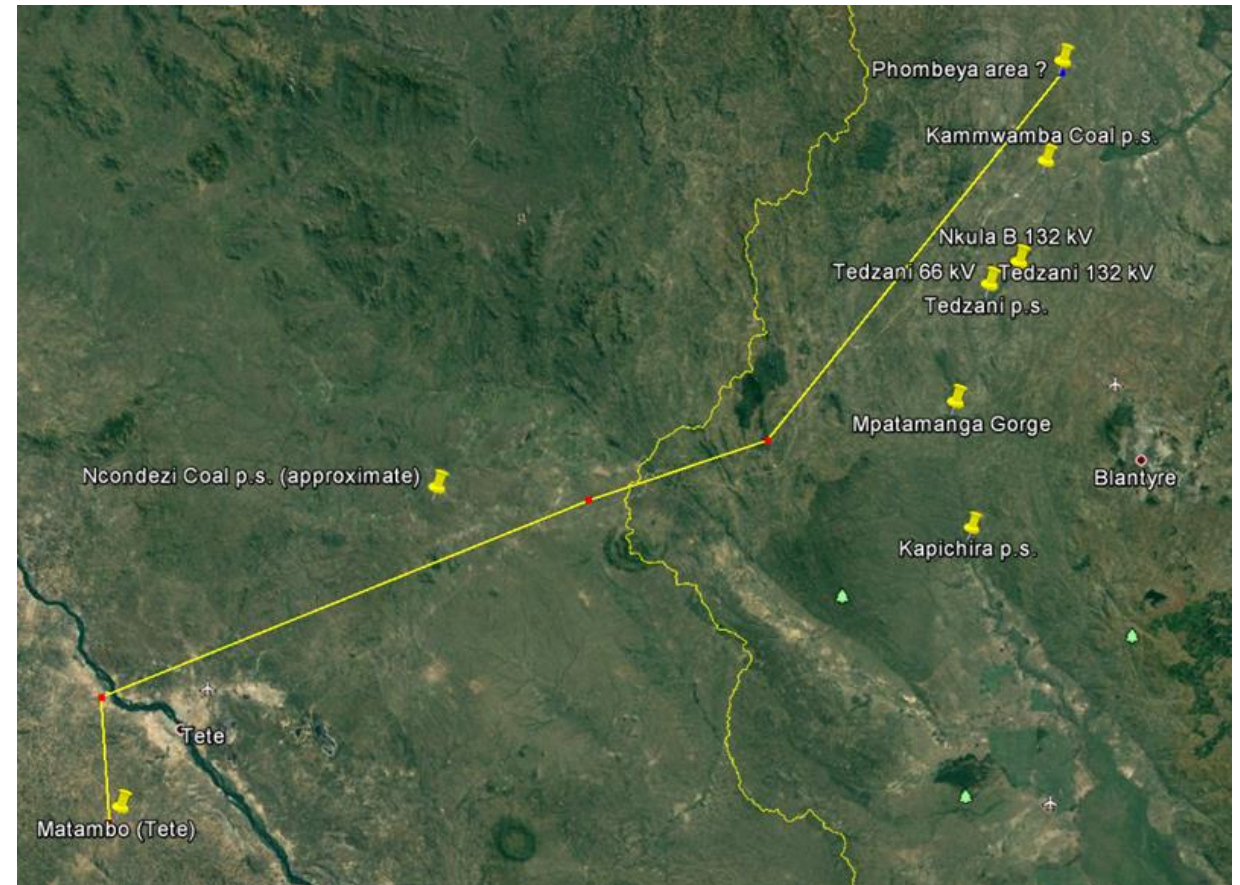 Phombeya area ?
Kammwamba Coal p.s.
Nkula B 132 kV
Tedzani 66 kV
Tedzani 132 kV
Tedzani p.s.
Mpatamanga Gorge
Ncondezi Coal p.s. (approximate)
Blantyre
Kapichira p.s.
Tete
Matambo (Tete)